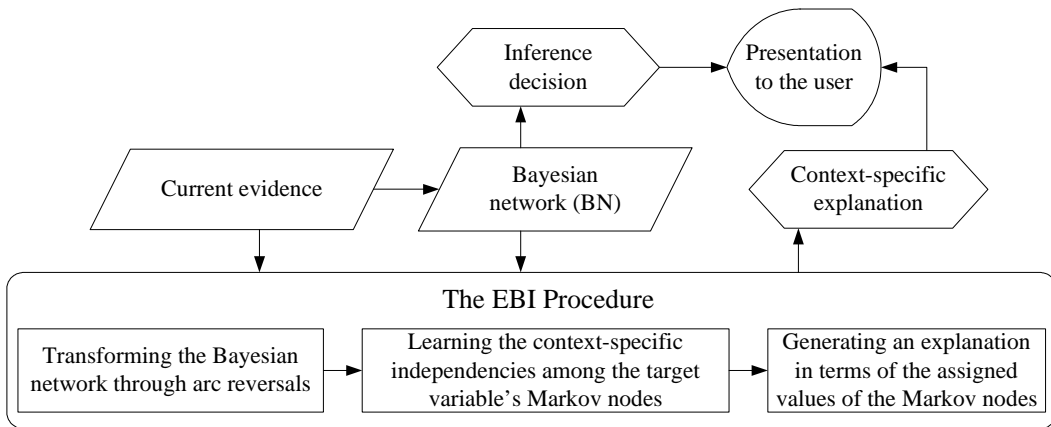 Inference
decision
Presentation
to the user
Current evidence
Bayesian
network (BN)
Context-specific
explanation
The EBI Procedure
Transforming the Bayesian
network through arc reversals
Learning the context-specific
independencies among the target
variable's Markov nodes
Generating an explanation
in terms of the assigned
values of the Markov nodes